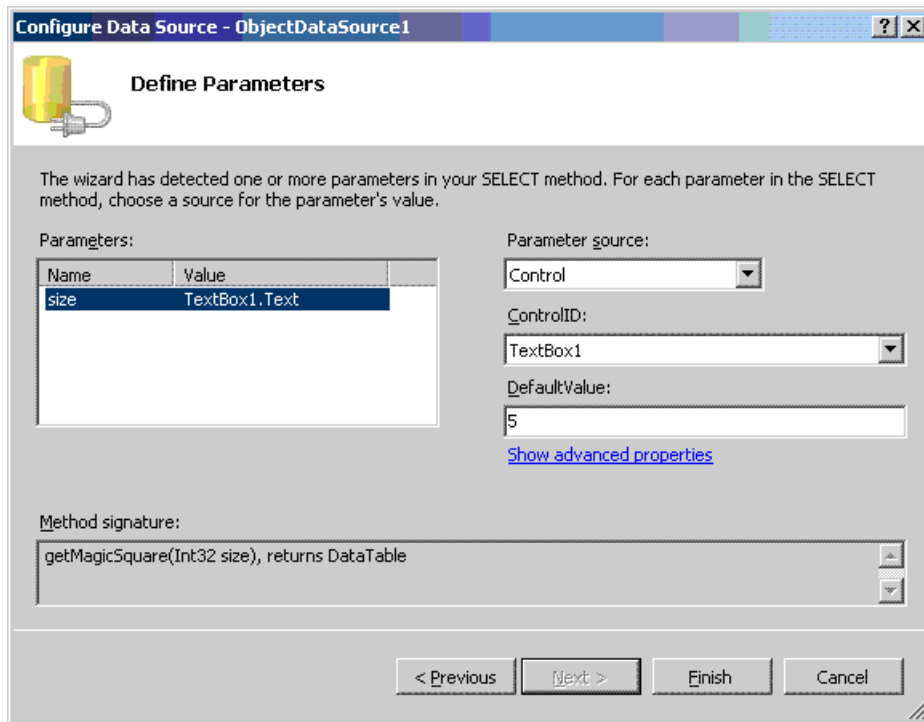 Configure Data Source - ObjectDataSource1
Define Parameters
The wizard has detected one or more parameters in your SELECT method. For each parameter in the SELECT
method, choose a source for the parameter's value.
Parameters:
Name Value
size TextBox1.Text
Parameter source:
Control
ControlID:
TextBox1
DefaultValue:
5
Show advanced properties
Method signature:
getMagicSquare(Int32 size), returns DataTable
< Previous Next > Finish Cancel